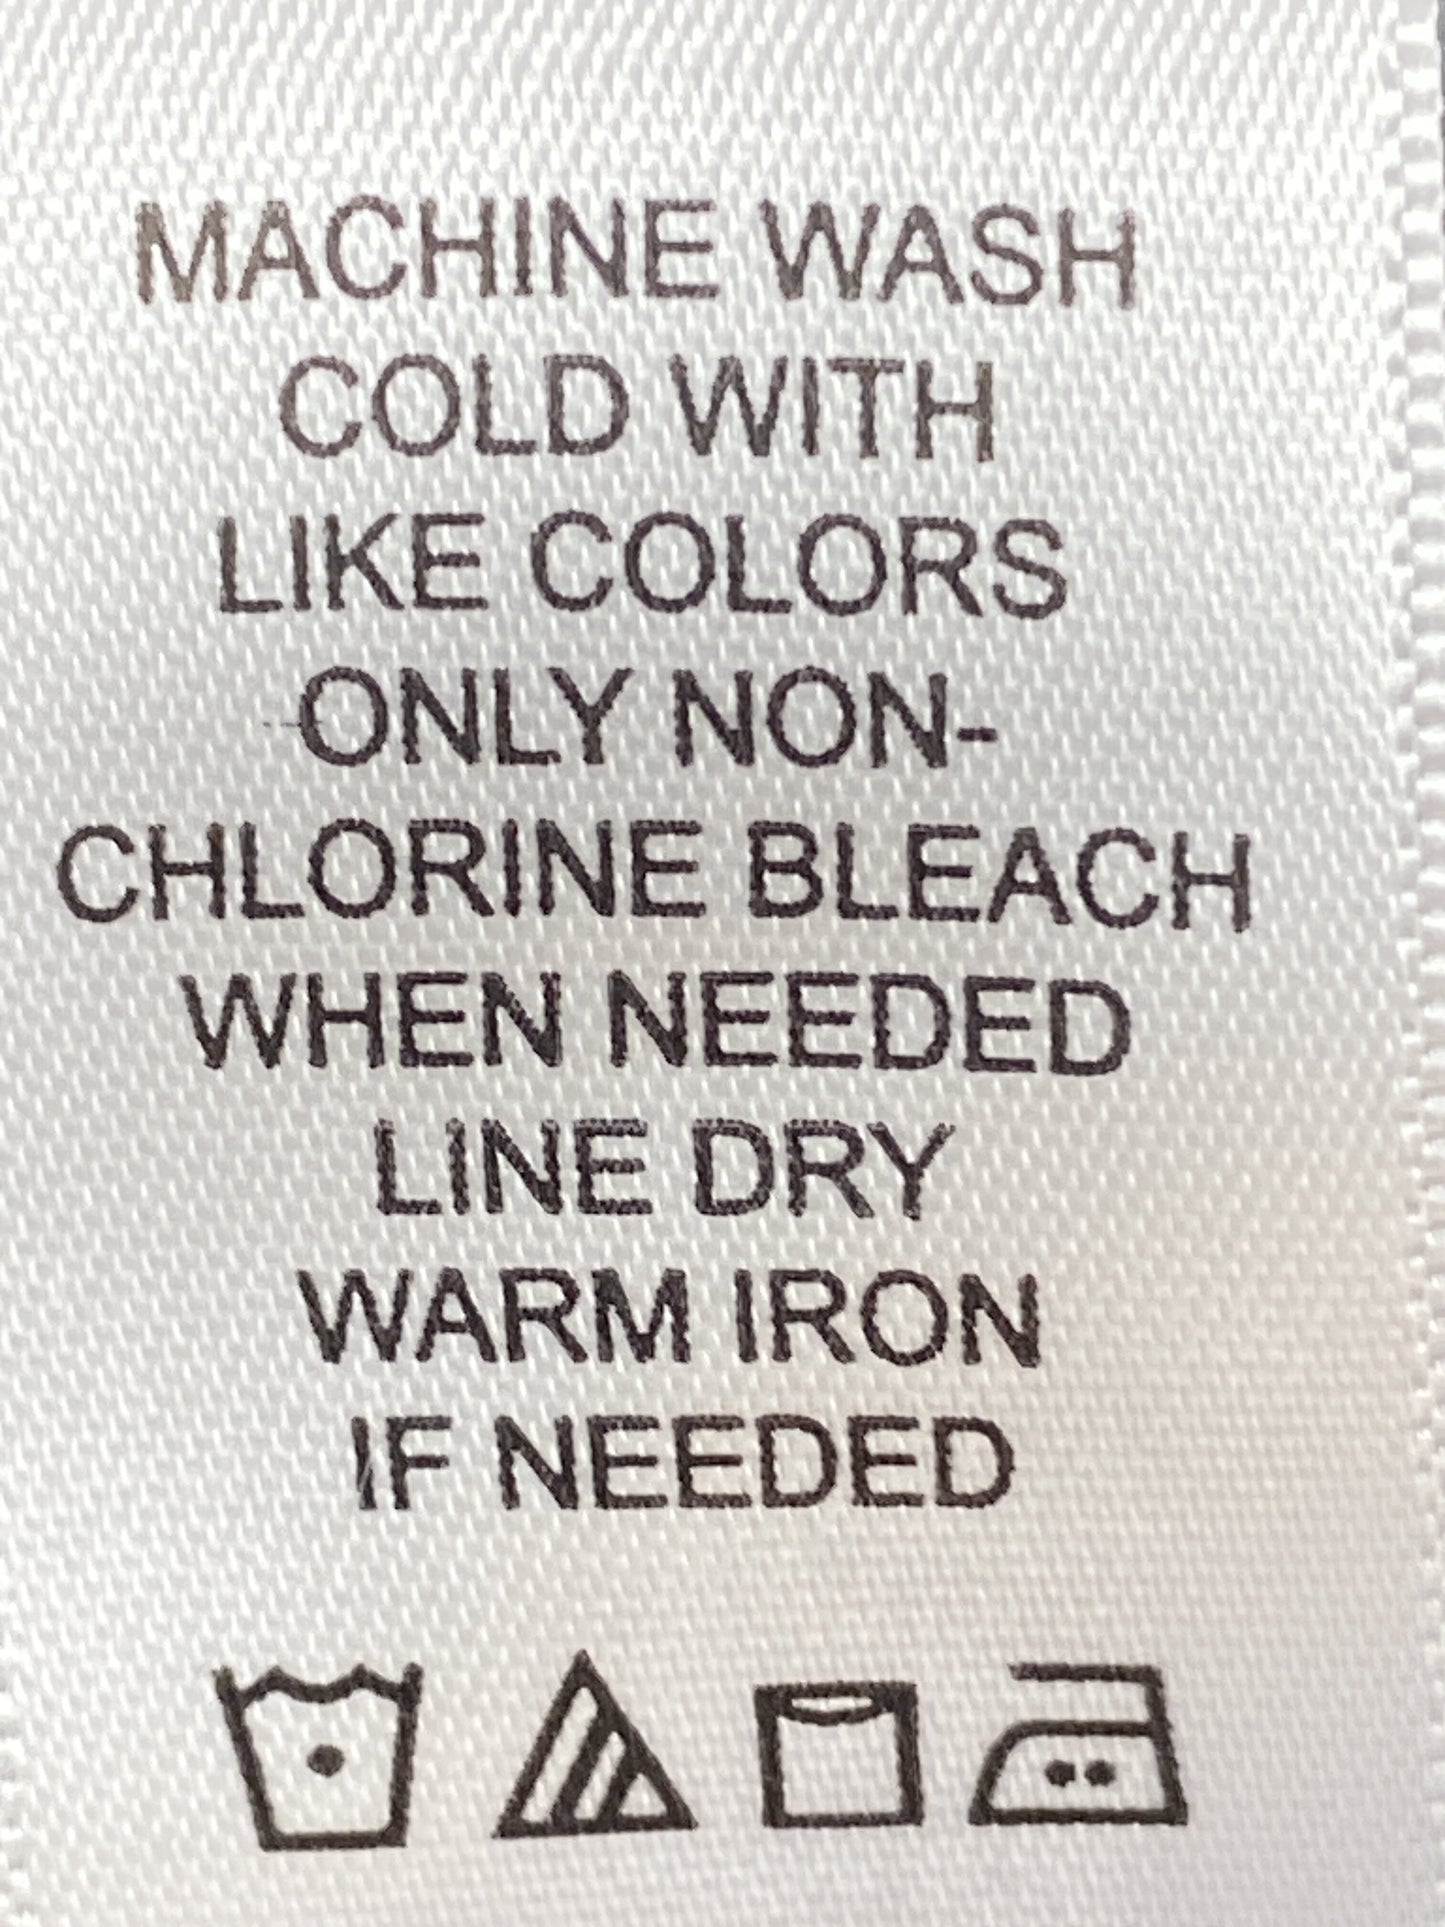 MACHINE WASH
COLD WITH
LIKE COLORS
ONLY NON-
CHLORINE BLEACH
WHEN NEEDED
LINE DRY
WARM IRON
IF NEEDED